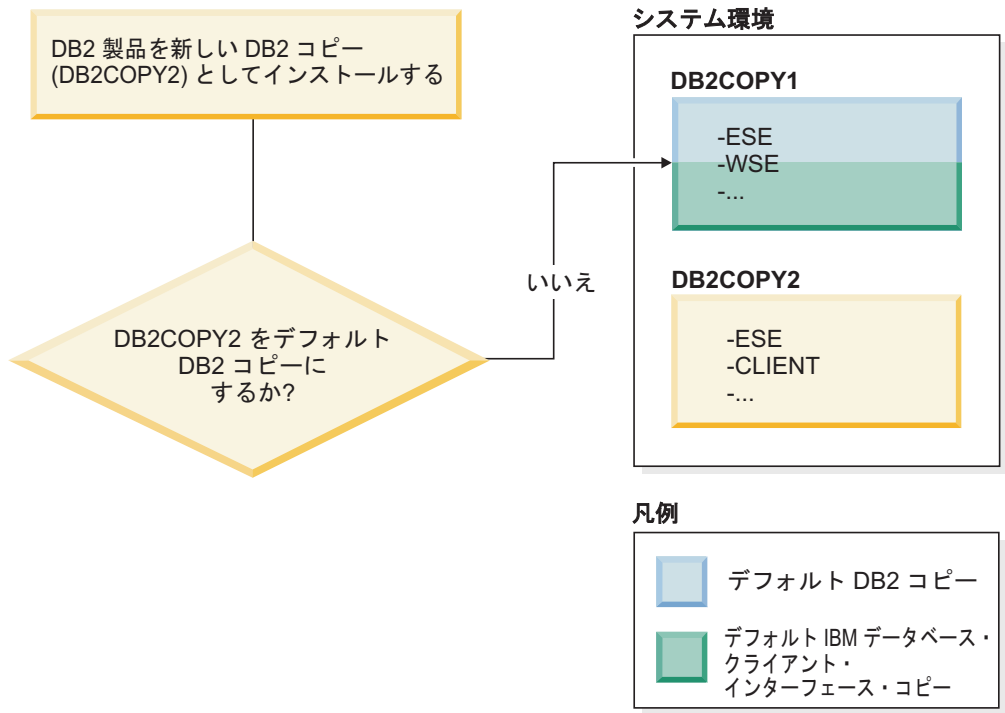 DB2 製品を新しい DB2 コピー
(DB2COPY2) としてインストールする
DB2COPY2 をデフォルト
DB2 コピーに
するか?
いいえ
システム環境
DB2COPY1
-ESE
-WSE
-...
DB2COPY2
-ESE
-CLIENT
-...
凡例
デフォルト DB2 コピー
デフォルト IBM データベース・
クライアント・
インターフェース・コピー